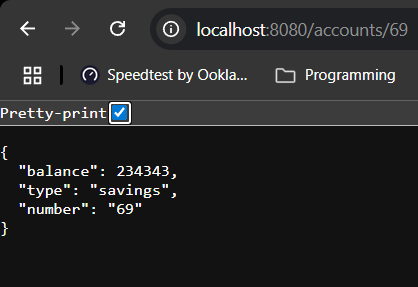 localhost:8080/accounts/69
Speedtest by Ookla... Programming
Pretty-print
{
  "balance": 234343,
  "type": "savings",
  "number": "69"
}